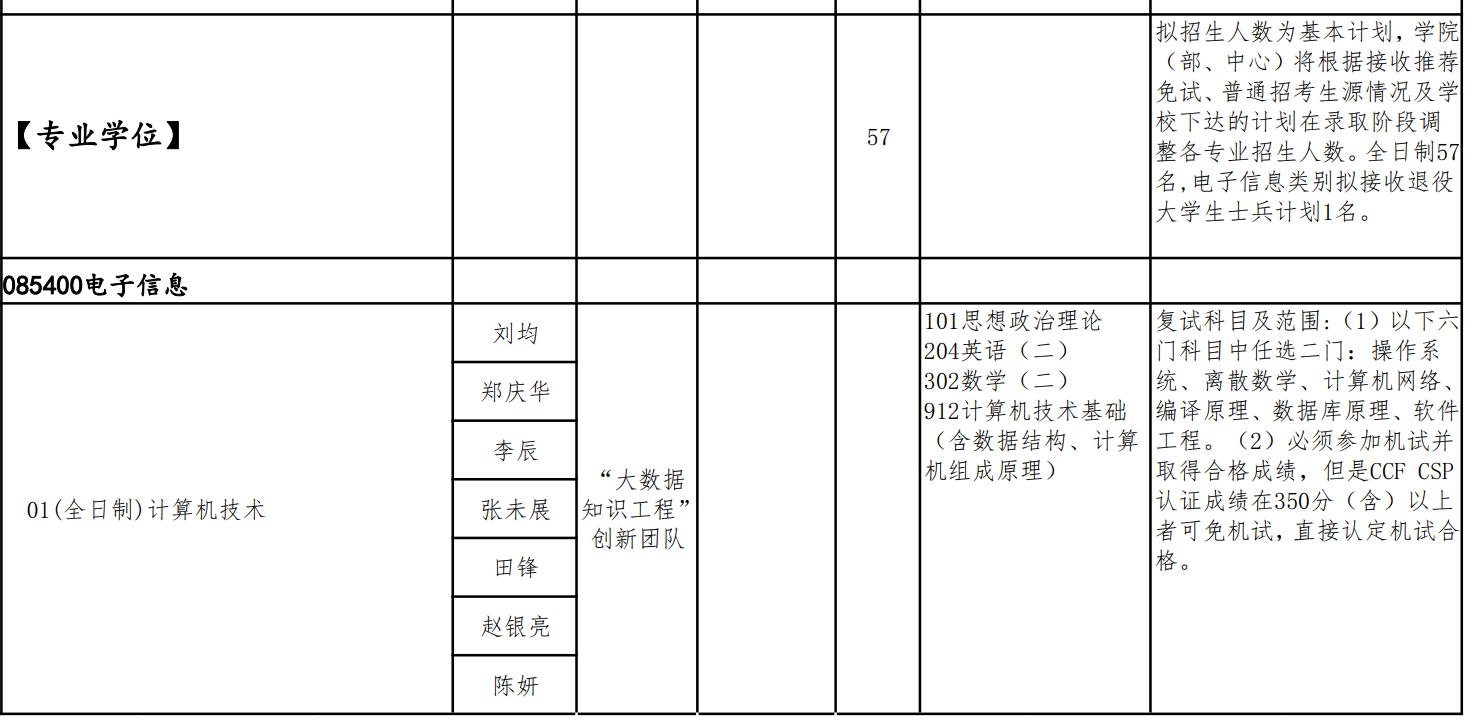 【专业学位】
57
拟招生人数为基本计划，学院
（部、中心）将根据接收推荐
免试、普通招考生源情况及学
校下达的计划在录取阶段调
整各专业招生人数。全日制57
名,电子信息类别拟接收退役
大学生士兵计划1名。
085400电子信息
01(全日制)计算机技术
刘均
郑庆华
李辰
张未展
田锋
赵银亮
陈妍
“大数据
知识工程”
创新团队
101思想政治理论
204英语（二）
302数学（二）
912计算机技术基础
（含数据结构、计算
机组成原理）
复试科目及范围:（1）以下六
门科目中任选二门：操作系
统、离散数学、计算机网络、
编译原理、数据库原理、软件
工程。（2）必须参加机试并
取得合格成绩，但是CCF CSP
认证成绩在350分（含）以上
者可免机试，直接认定机试合
格。